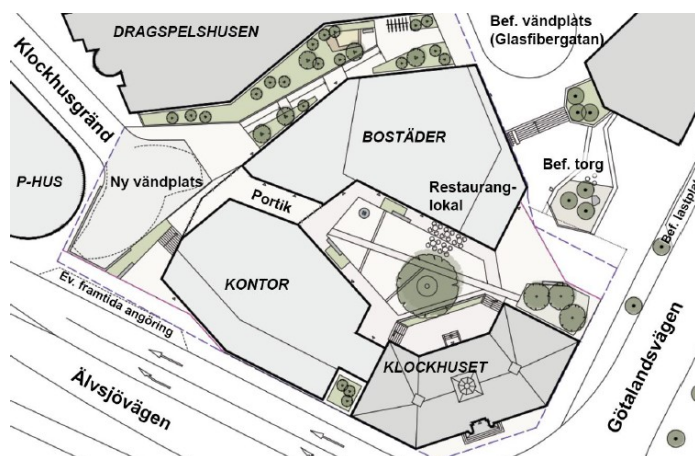 DRAGSPELSHUSEN
Bef. vändplats
(Glasfibergatan)
Klockhusgränd
BOSTÄDER
P-HUS
Ny vändplats
Bef. torg
Restaurang-
lokal
Portik
Bef. lastplats
KONTOR
Ev. framtida angöring
KLOCKHUSET
Götalandsvägen
Älvsjövägen